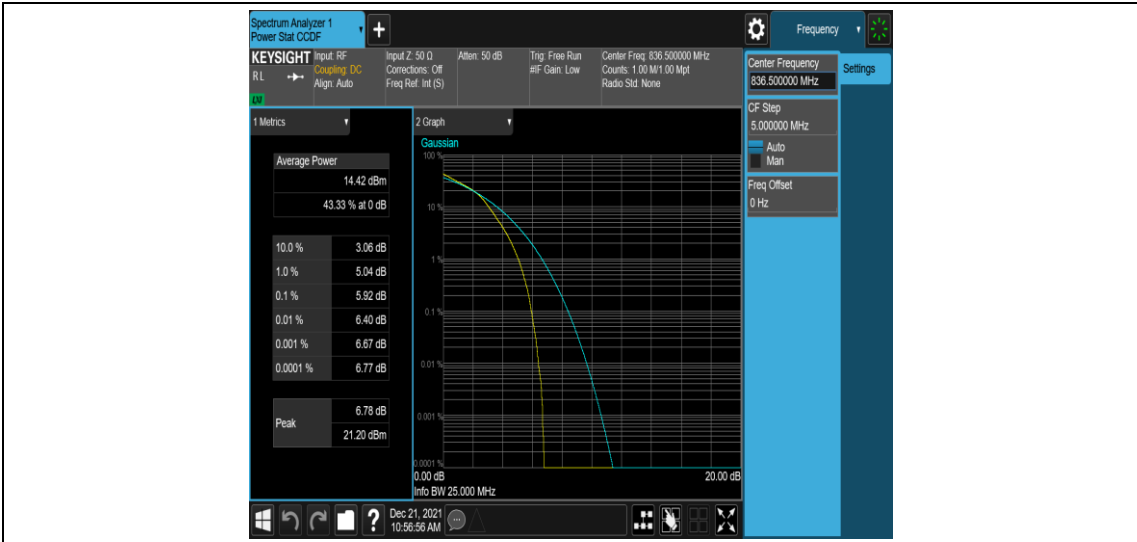 Spectrum Analyzer 1
Power Stat CCDF
Frequency
KEYSIGHT
RL
LXI
Input: RF
Coupling: DC
Align: Auto
Input Z: 50 Ω
Corrections: Off
Freq Ref: Int (S)
Atten: 50 dB
Trig: Free Run
#IF Gain: Low
Center Freq: 836.500000 MHz
Counts: 1.00 M/1.00 Mpt
Radio Std: None
Center Frequency
836.500000 MHz
Settings
CF Step
5.000000 MHz
Auto
Man
Freq Offset
0 Hz
1 Metrics
Average Power
14.42 dBm
43.33 % at 0 dB
10.0 % 3.06 dB
1.0 % 5.04 dB
0.1 % 5.92 dB
0.01 % 6.40 dB
0.001 % 6.67 dB
0.0001 % 6.77 dB
Peak
6.78 dB
21.20 dBm
2 Graph
Gaussian
100 %
10 %
1 %
0.1 %
0.01 %
0.001 %
0.0001 %
0.00 dB
20.00 dB
Info BW 25.000 MHz
?
Dec 21, 2021
10:56:56 AM